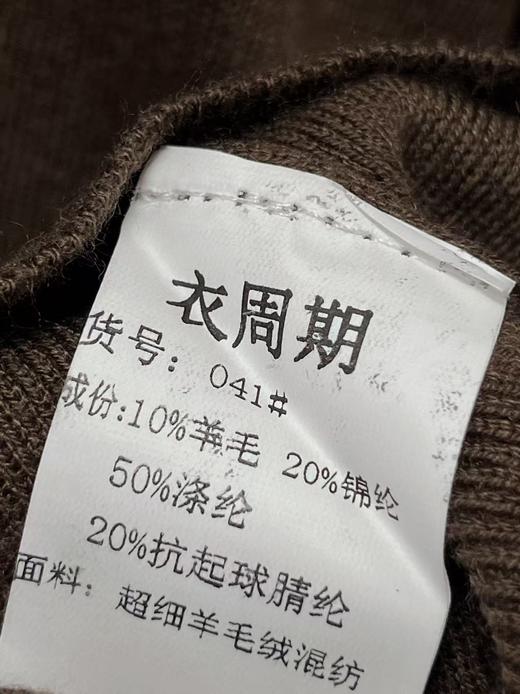 衣周期
货号: 041#
成份:10%羊毛 20%锦纶
50%涤纶
20%抗起球腈纶
面料: 超细羊毛绒混纺